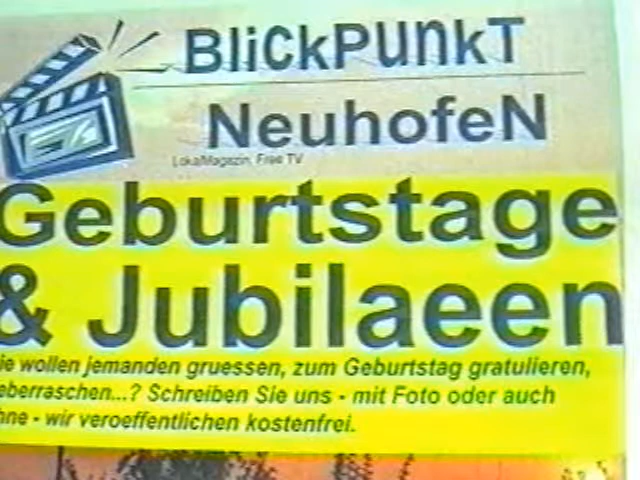 BliCkPUnkT
NeuhofeN
LokalMagazin, Free TV
Geburtstage
& Jubilaeen
ie wollen jemanden gruessen, zum Geburtstag gratulieren,
eberraschen...? Schreiben Sie uns - mit Foto oder auch
hne - wir veroeffentlichen kostenfrei.